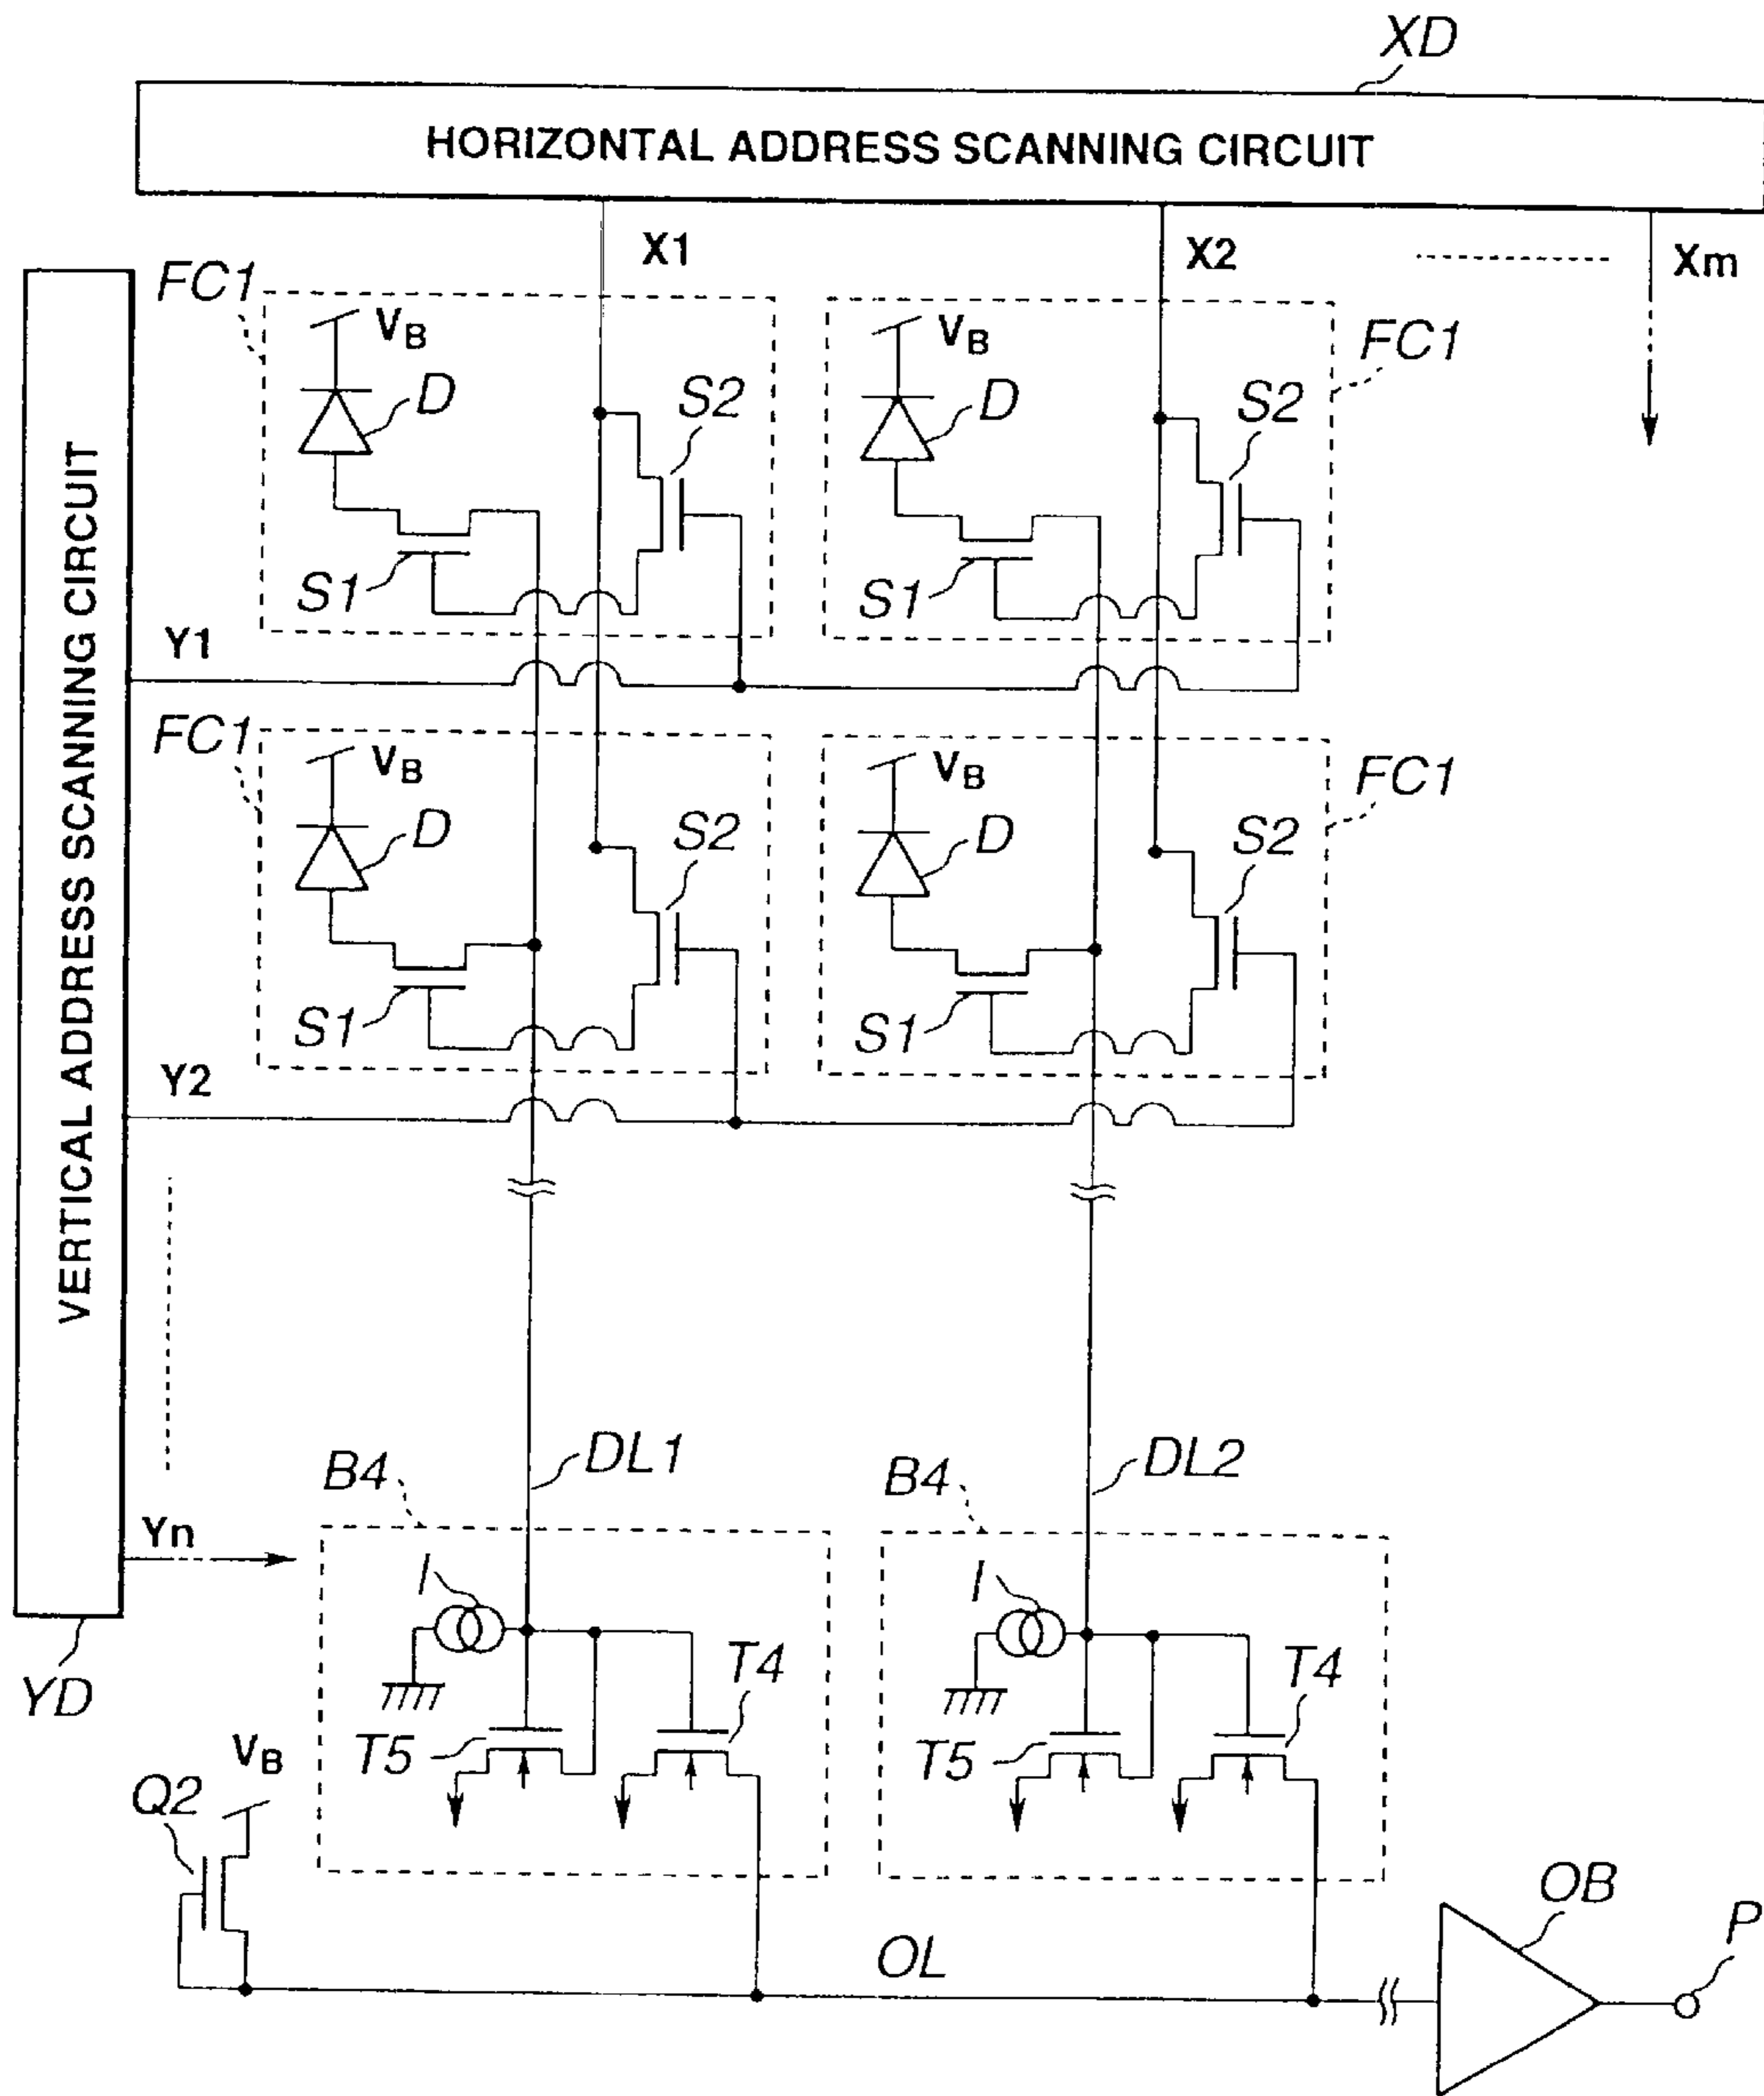 XD
HORIZONTAL ADDRESS SCANNING CIRCUIT
X1 X2 Xm
FC1 VB VB FC1
D S2 D S2
S1 S1
VERTICAL ADDRESS SCANNING CIRCUIT
Y1
FC1 VB VB FC1
D S2 D S2
S1 S1
Y2
DL1 DL2
B4 B4
Yn
I I
T4 T4
YD
T5 T5
VB
Q2
OL OB P